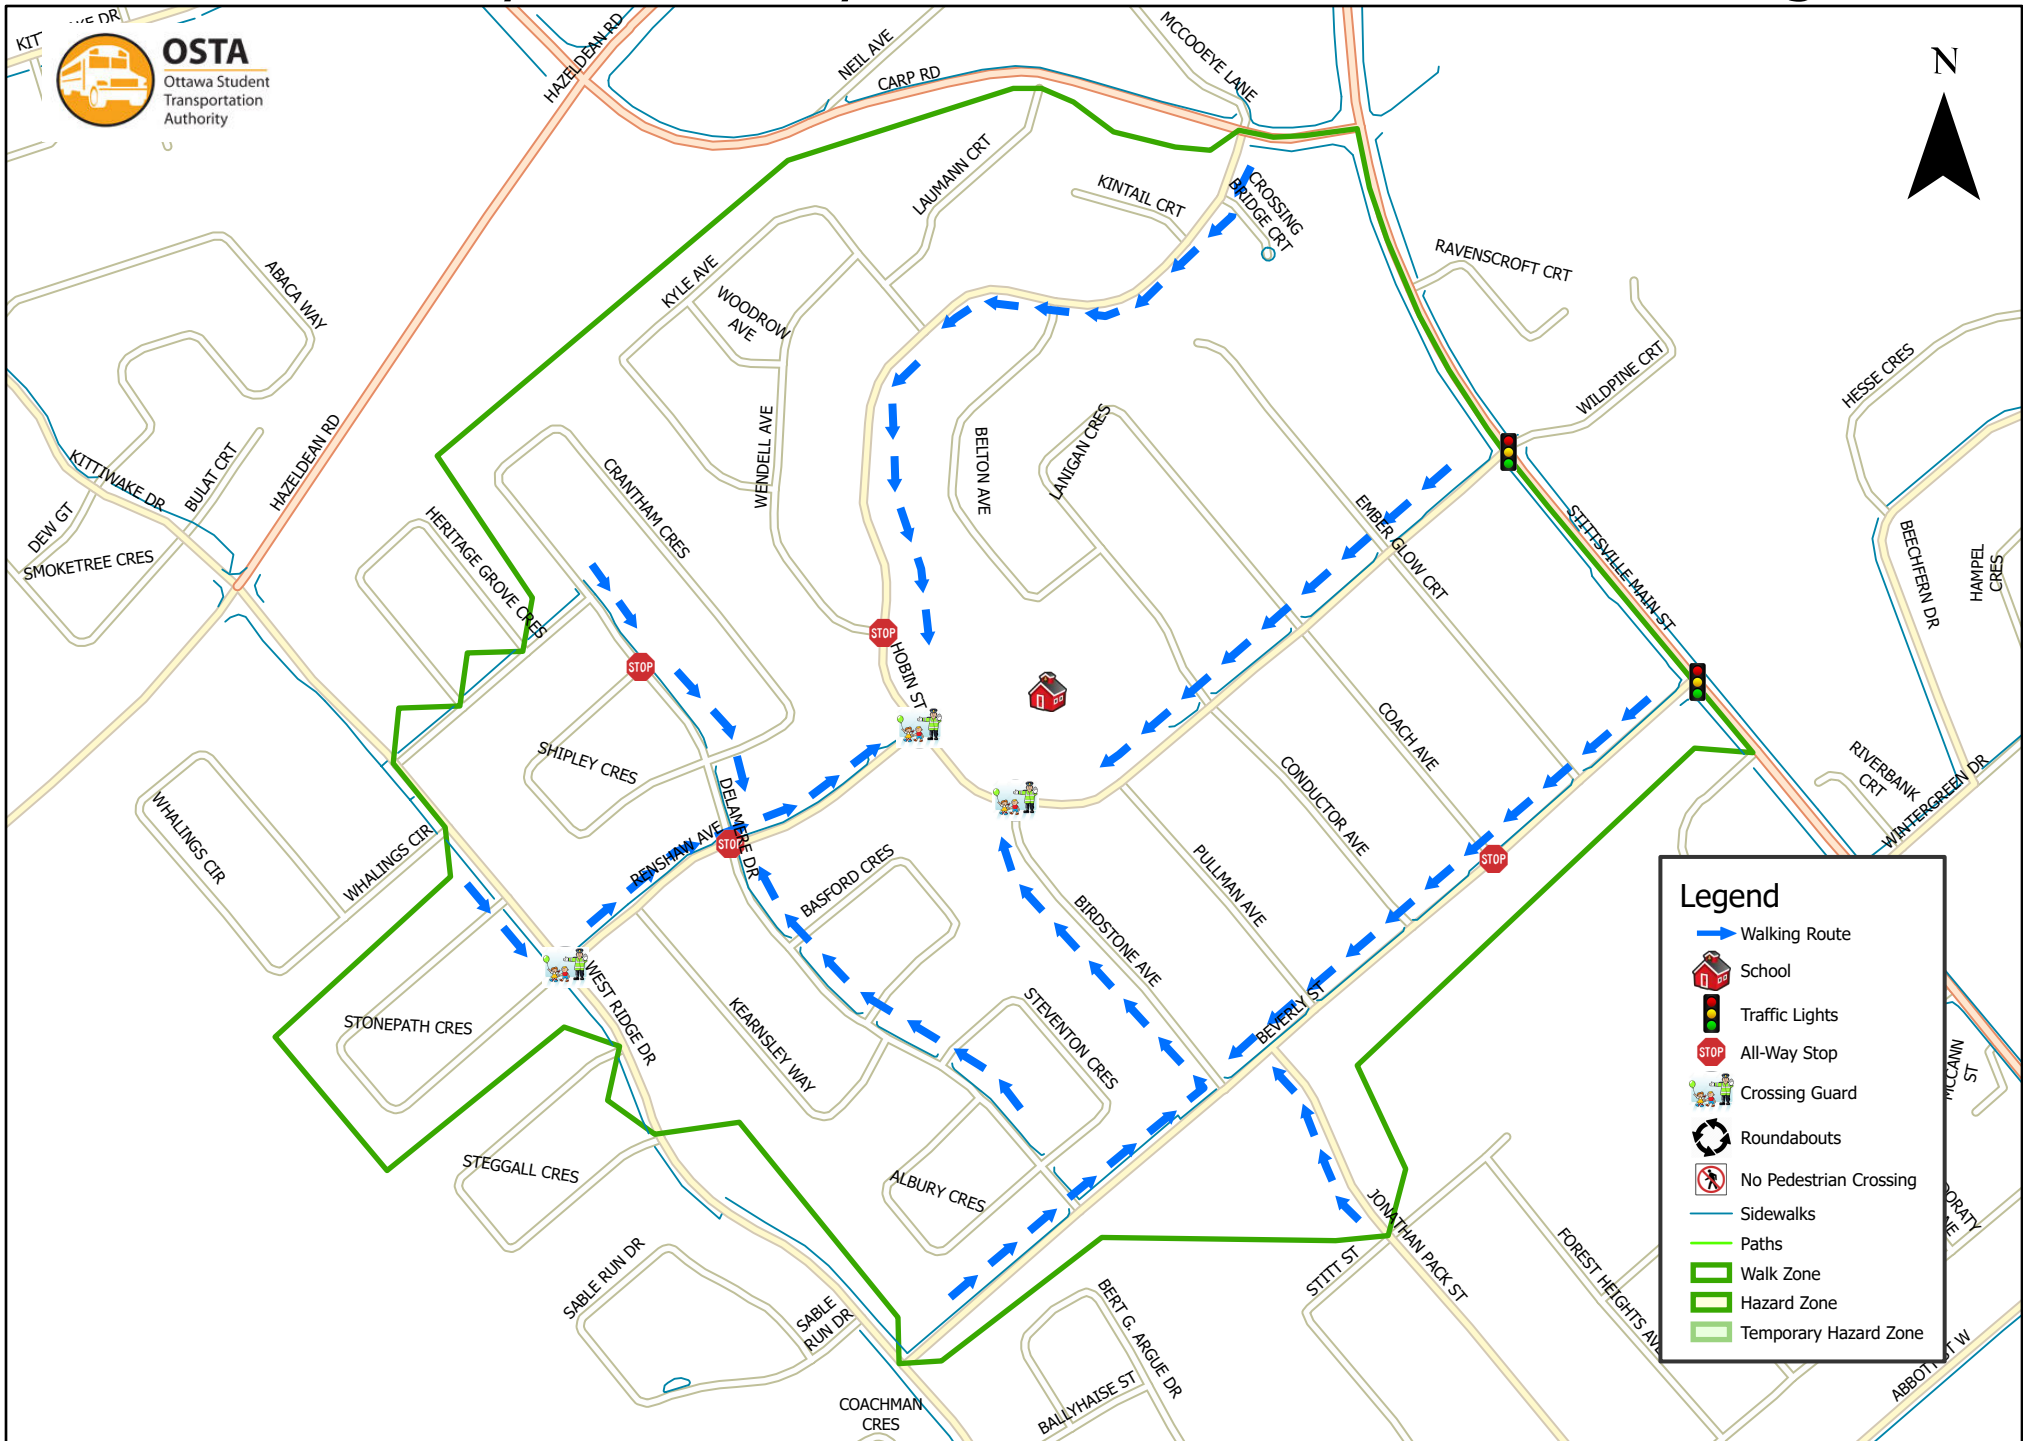 OSTA
Ottawa Student
Transportation
Authority
HAZELDEAN RD
NEIL AVE
CARP RD
MCCOOEYE LANE
N
LAUMANN CRT
KINTAIL CRT
CROSSING
BRIDGE CRT
RAVENSCROFT CRT
ABACA WAY
KYLE AVE
WOODROW
AVE
WILDPINE CRT
HESSE CRES
HAZELDEAN RD
KITTIWAKE DR
BULAT CRT
DEW GT
SMOKETREE CRES
HERITAGE GROVE CRES
CRANTHAM CRES
WENDELL AVE
BELTON AVE
LANIGAN CRES
EMBER GLOW CRT
STITTSVILLE MAIN ST
BEECHFERN DR
HAMPEL
CRES
STOP
STOP
HOBIN ST
SHIPLEY CRES
COACH AVE
CONDUCTOR AVE
RIVERBANK
CRT
WINTERGREEN DR
WHALINGS CIR
WHALINGS CIR
DELAMERE DR
RENSHAW AVE
STOP
BASFORD CRES
PULLMAN AVE
STOP
BIRDSTONE AVE
WEST RIDGE DR
STONEPATH CRES
KEARNSLEY WAY
STEVENTON CRES
BEVERLY ST
STEGGALL CRES
ALBURY CRES
JONATHAN PACK ST
STITT ST
FOREST HEIGHTS AVE
SABLE RUN DR
SABLE
RUN DR
BERT G. ARGUE DR
BALLYHAISE ST
COACHMAN
CRES
MCCANN
ST
Legend
Walking Route
School
Traffic Lights
STOP All-Way Stop
Crossing Guard
Roundabouts
No Pedestrian Crossing
Sidewalks
Paths
Walk Zone
Hazard Zone
Temporary Hazard Zone